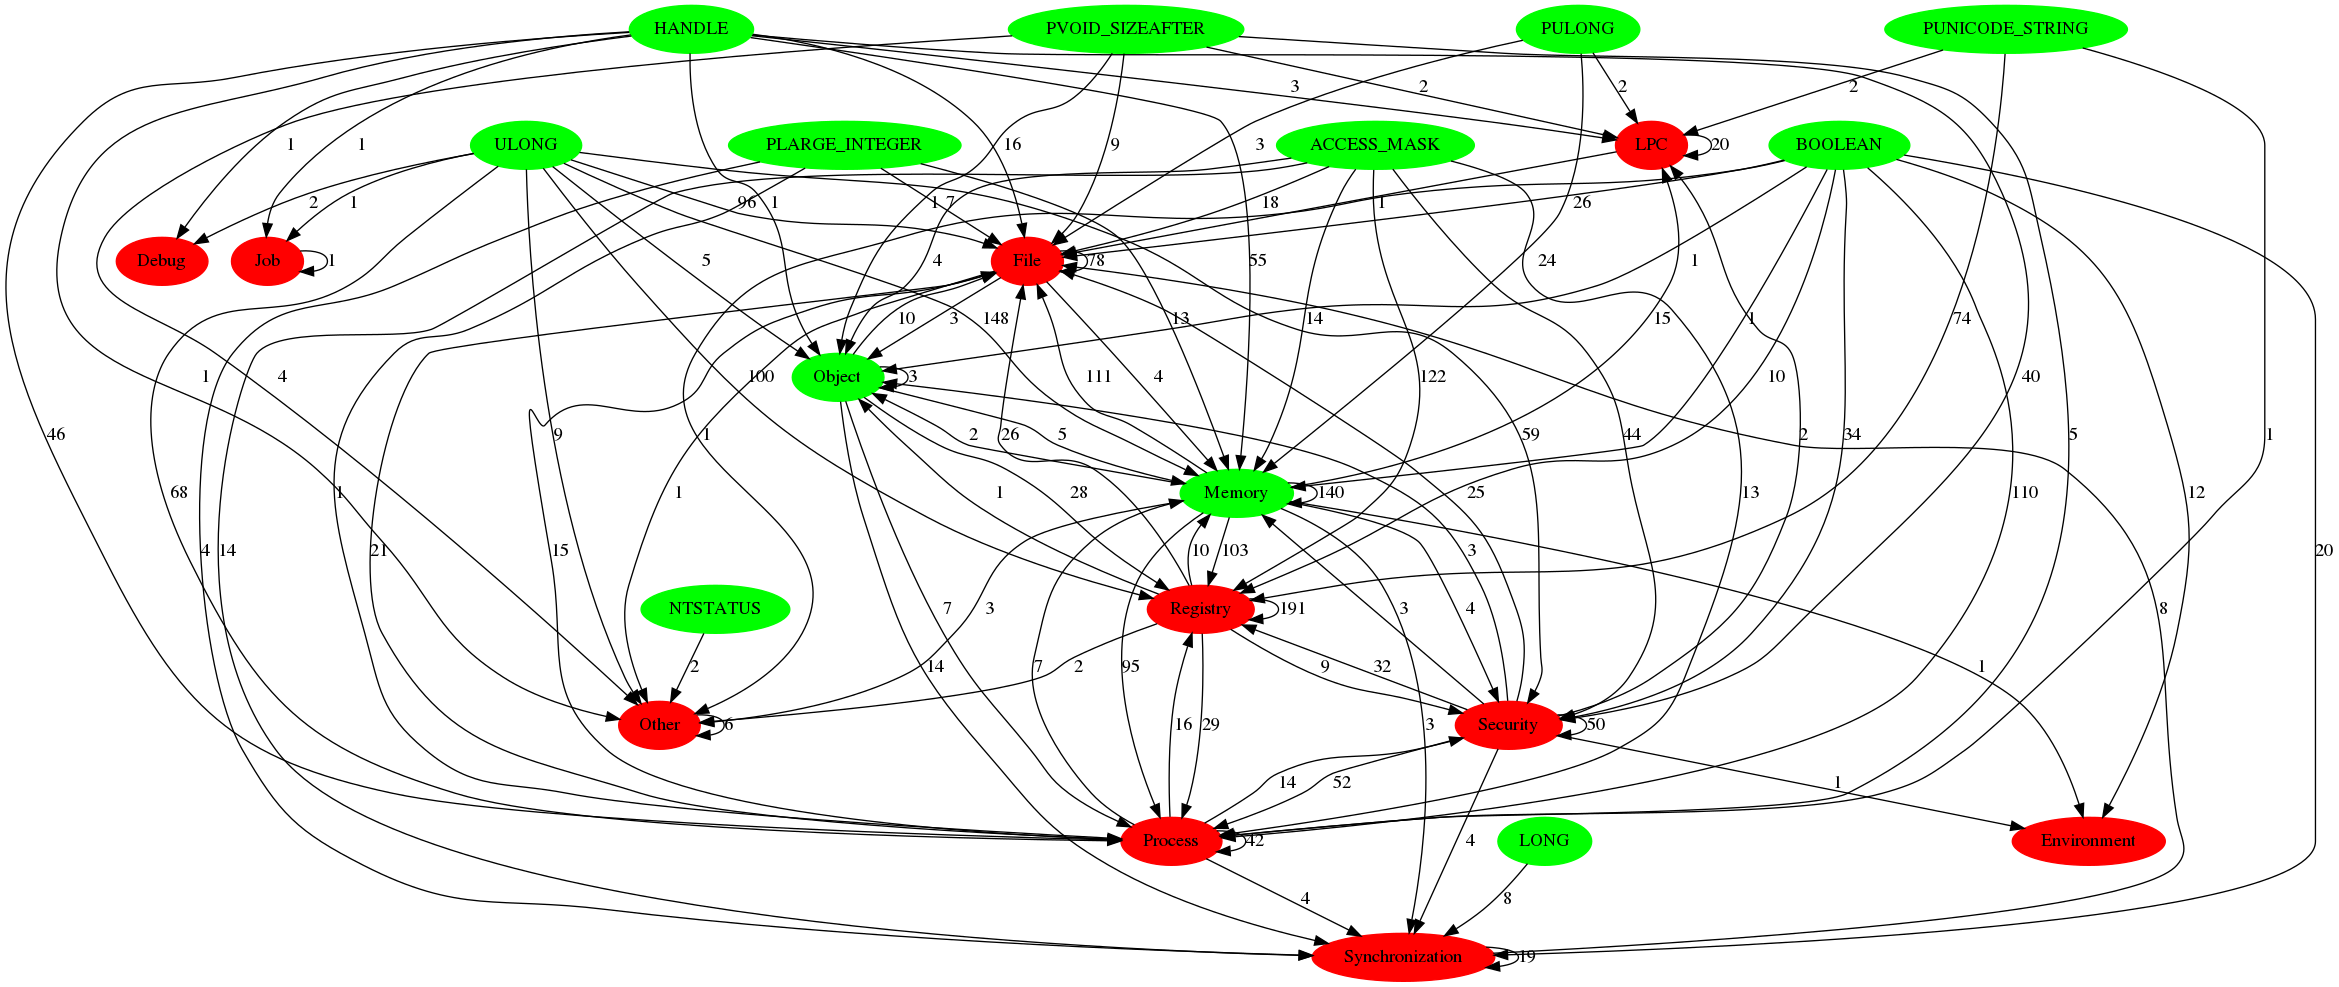 HANDLE PVOID_SIZEAFTER PULONG PUNICODE_STRING
3 2 2 2
1 1 16 9 3
ULONG PLARGE_INTEGER ACCESS_MASK LPC 20 BOOLEAN
2 1 96 1 1 7 18 1 26
Debug Job 1 5 4 File 78 55 24 1
148 10 3 13 14 15 1 74
1 4 100 Object 3 111 4 122 10 2 40
46 9 1 2 5 26 59 44 34 5 1
68 1 1 1 28 Memory 140 25 13 110 12
4 14 21 15 3 10 103 3 20
NTSTATUS 7 Registry 191 3 4 8
2 14 2 7 95 9 32 3 1
Other 6 16 29 3 Security 50
14 52 1
Process 42 4 LONG Environment
4 8
Synchronization 19